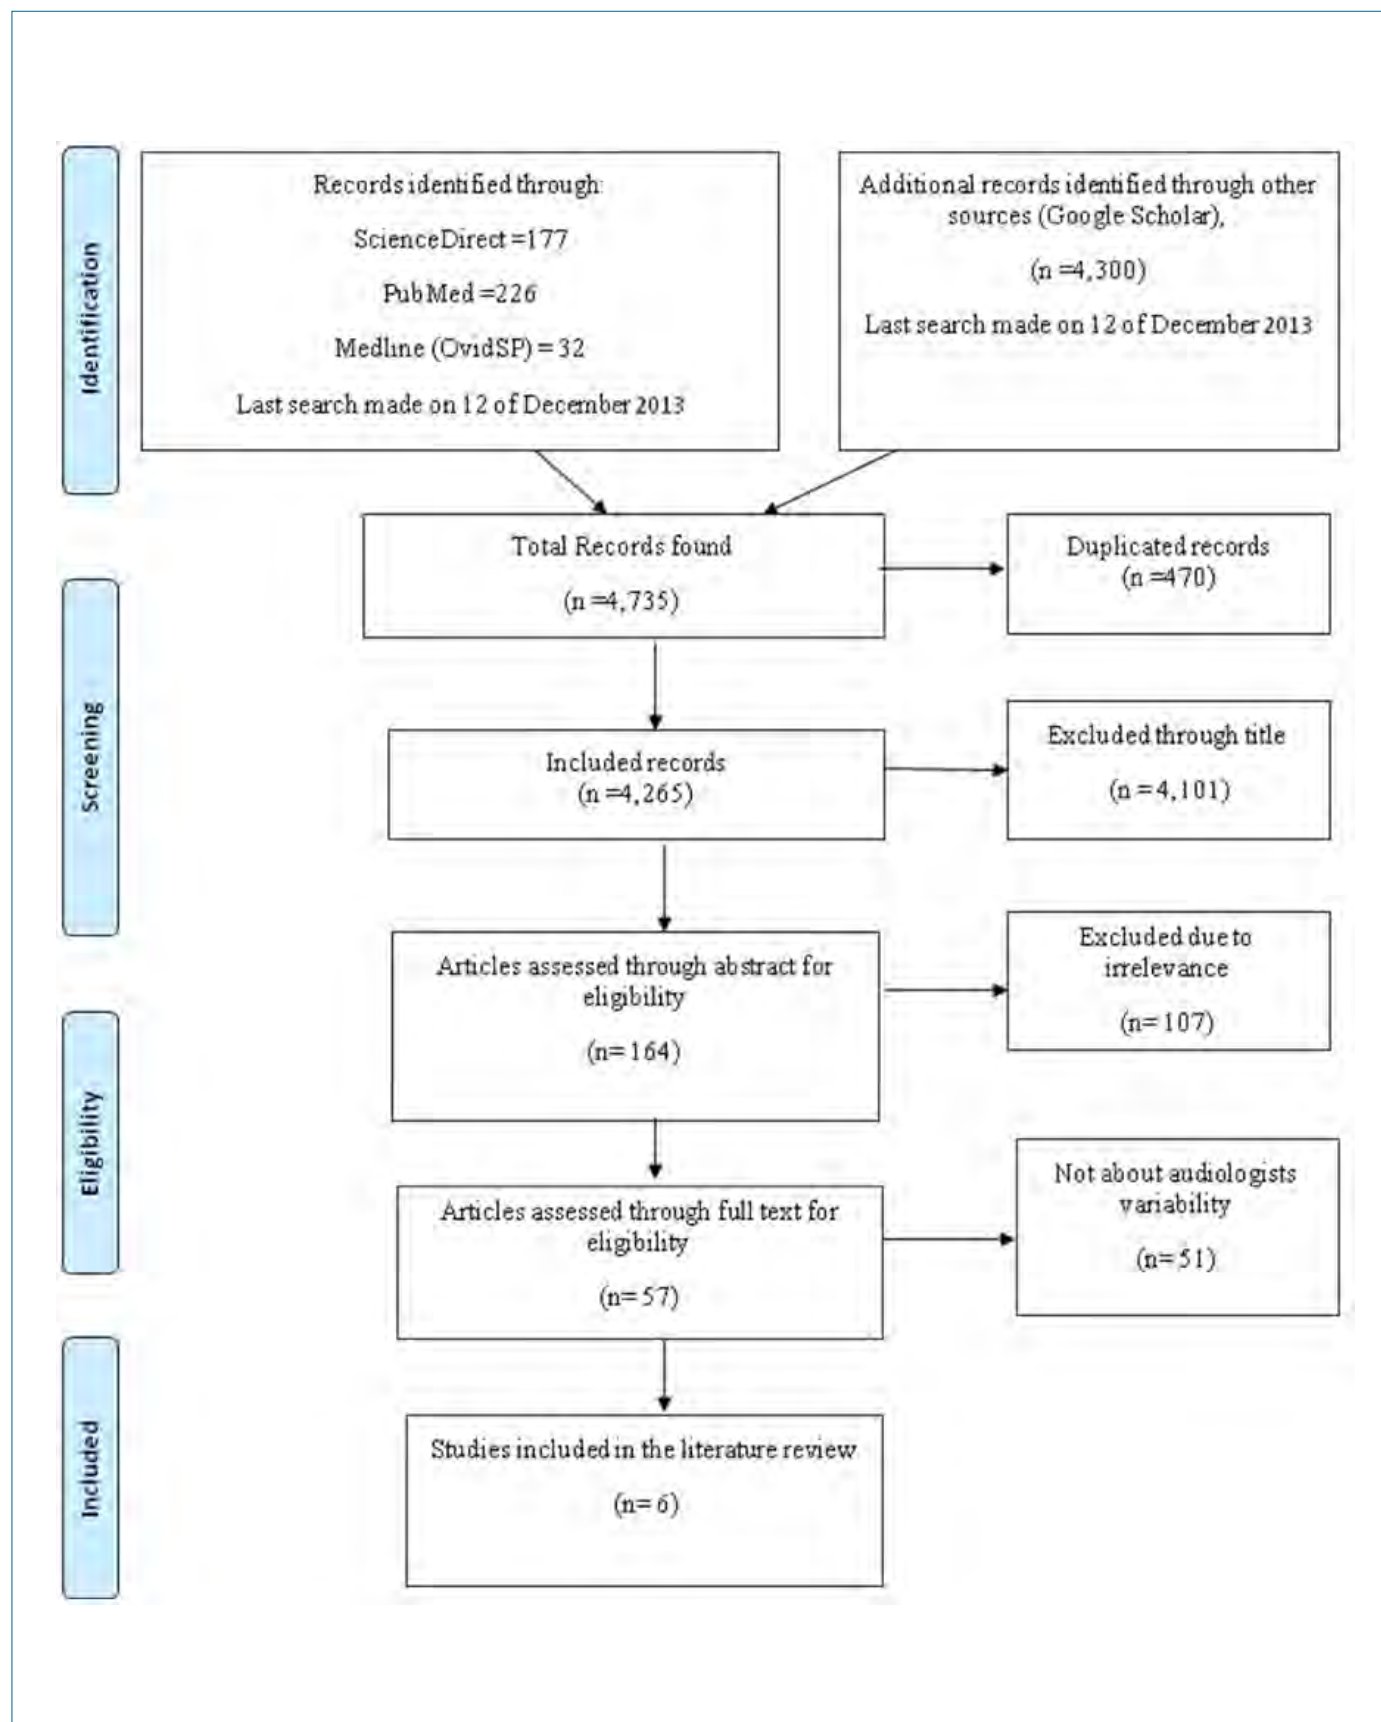 Identification
Records identified through:
ScienceDirect =177
PubMed =226
Medline (OvidSP) = 32
Last search made on 12 of December 2013
Additional records identified through other
sources (Google Scholar),
(n =4,300)
Last search made on 12 of December 2013
Screening
Total Records found
(n =4,735)
Duplicated records
(n =470)
Included records
(n =4,265)
Excluded through title
(n = 4,101)
Eligibility
Articles assessed through abstract for
eligibility
(n= 164)
Excluded due to
irrelevance
(n= 107)
Articles assessed through full text for
eligibility
(n= 57)
Not about audiologists
variability
(n= 51)
Included
Studies included in the literature review
(n= 6)